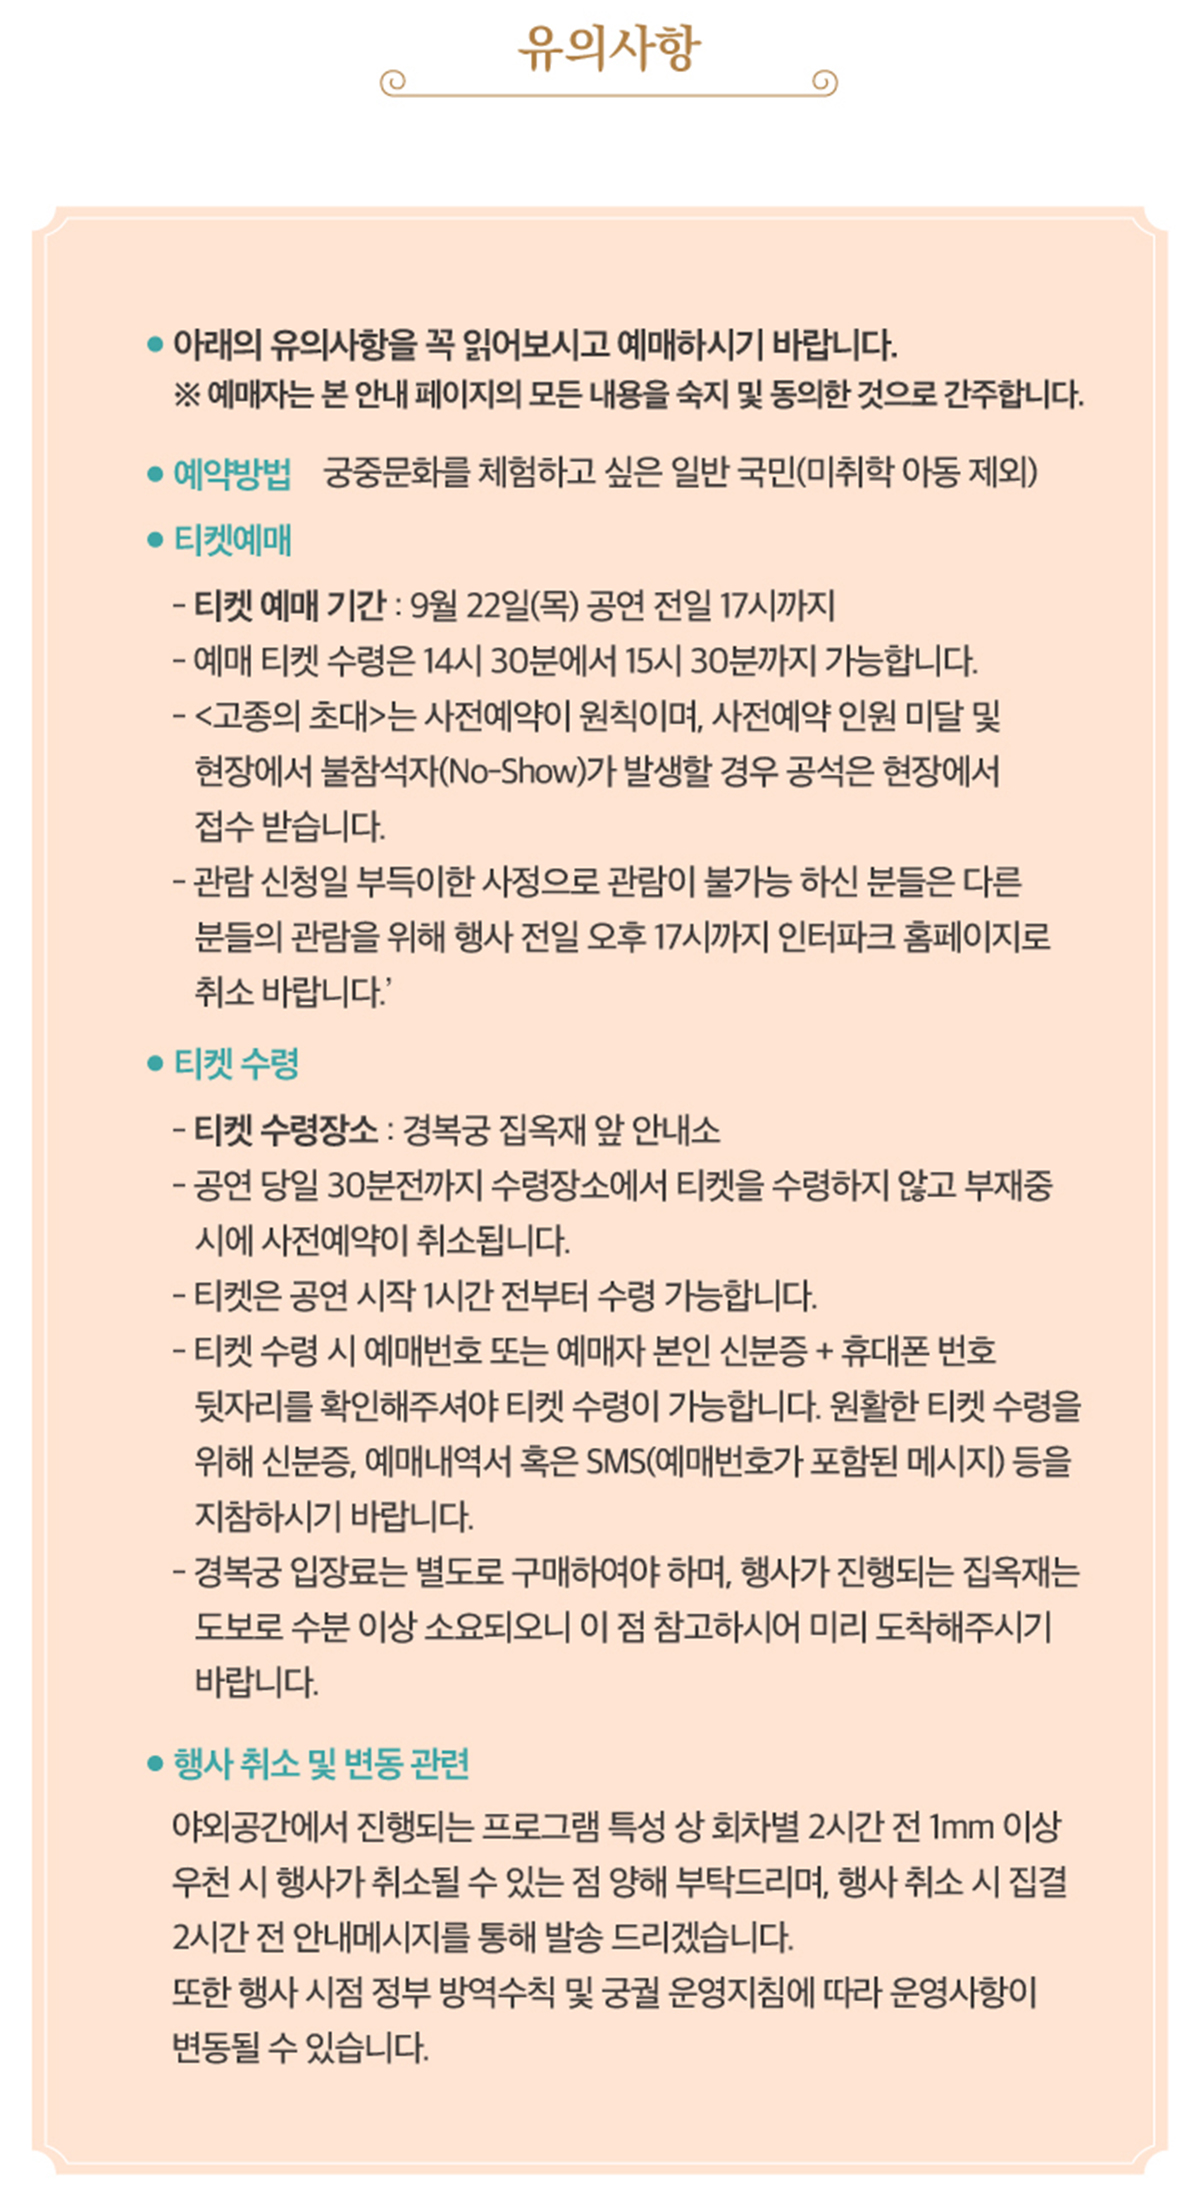 유의사항
● 아래의 유의사항을 꼭 읽어보시고 예매하시기 바랍니다.
※ 예매자는 본 안내 페이지의 모든 내용을 숙지 및 동의한 것으로 간주합니다.
● 예약방법 궁중문화를 체험하고 싶은 일반 국민(미취학 아동 제외)
● 티켓예매
- 티켓 예매 기간 : 9월 22일(목) 공연 전일 17시까지
- 예매 티켓 수령은 14시 30분에서 15시 30분까지 가능합니다.
- <고종의 초대>는 사전예약이 원칙이며, 사전예약 인원 미달 및
현장에서 불참석자(No-Show)가 발생할 경우 공석은 현장에서
접수 받습니다.
- 관람 신청일 부득이한 사정으로 관람이 불가능 하신 분들은 다른
분들의 관람을 위해 행사 전일 오후 17시까지 인터파크 홈페이지로
취소 바랍니다.’
● 티켓 수령
- 티켓 수령장소 : 경복궁 집옥재 앞 안내소
- 공연 당일 30분전까지 수령장소에서 티켓을 수령하지 않고 부재중
시에 사전예약이 취소됩니다.
- 티켓은 공연 시작 1시간 전부터 수령 가능합니다.
- 티켓 수령 시 예매번호 또는 예매자 본인 신분증 + 휴대폰 번호
뒷자리를 확인해주셔야 티켓 수령이 가능합니다. 원활한 티켓 수령을
위해 신분증, 예매내역서 혹은 SMS(예매번호가 포함된 메시지) 등을
지참하시기 바랍니다.
- 경복궁 입장료는 별도로 구매하여야 하며, 행사가 진행되는 집옥재는
도보로 수분 이상 소요되오니 이 점 참고하시어 미리 도착해주시기
바랍니다.
● 행사 취소 및 변동 관련
야외공간에서 진행되는 프로그램 특성 상 회차별 2시간 전 1mm 이상
우천 시 행사가 취소될 수 있는 점 양해 부탁드리며, 행사 취소 시 집결
2시간 전 안내메시지를 통해 발송 드리겠습니다.
또한 행사 시점 정부 방역수칙 및 궁궐 운영지침에 따라 운영사항이
변동될 수 있습니다.